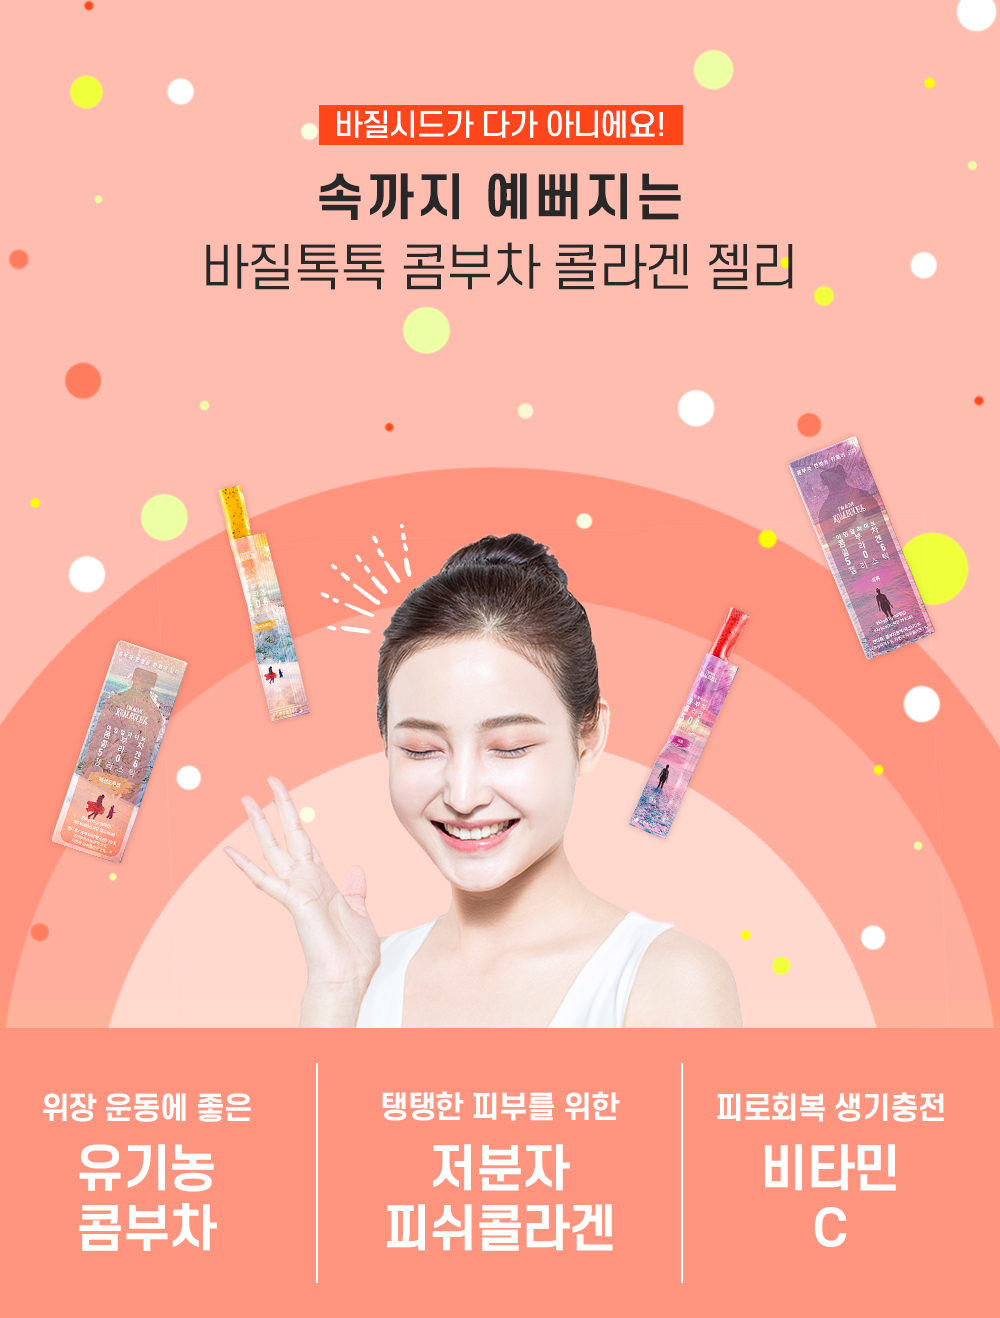 바질시드가 다가 아니에요!
속까지 예뻐지는
바질톡톡 콤부차 콜라겐 젤리
위장 운동에 좋은
유기농
콤부차
탱탱한 피부를 위한
저분자
피쉬콜라겐
피로회복 생기충전
비타민
C